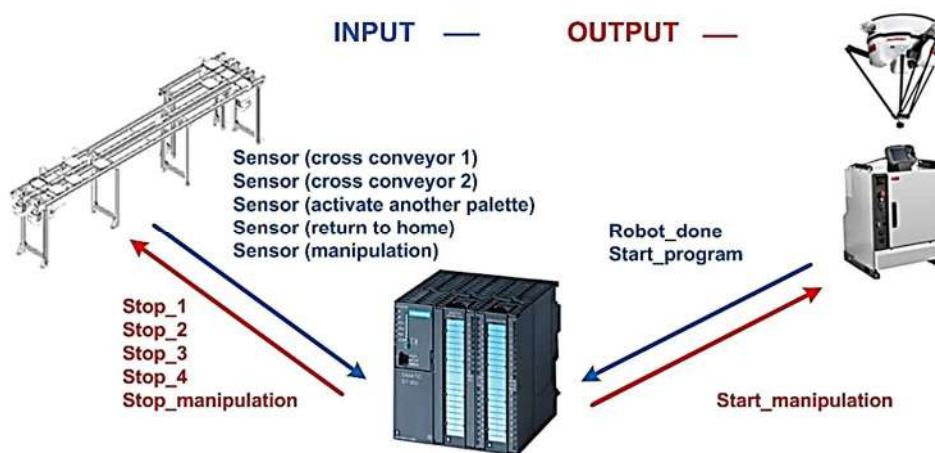 INPUT
OUTPUT
Sensor (cross conveyor 1)
Sensor (cross conveyor 2)
Sensor (activate another palette)
Sensor (return to home)
Sensor (manipulation)
Robot_done
Start_program
Stop_1
Stop_2
Stop_3
Stop_4
Stop_manipulation
Start_manipulation
SIEMENS